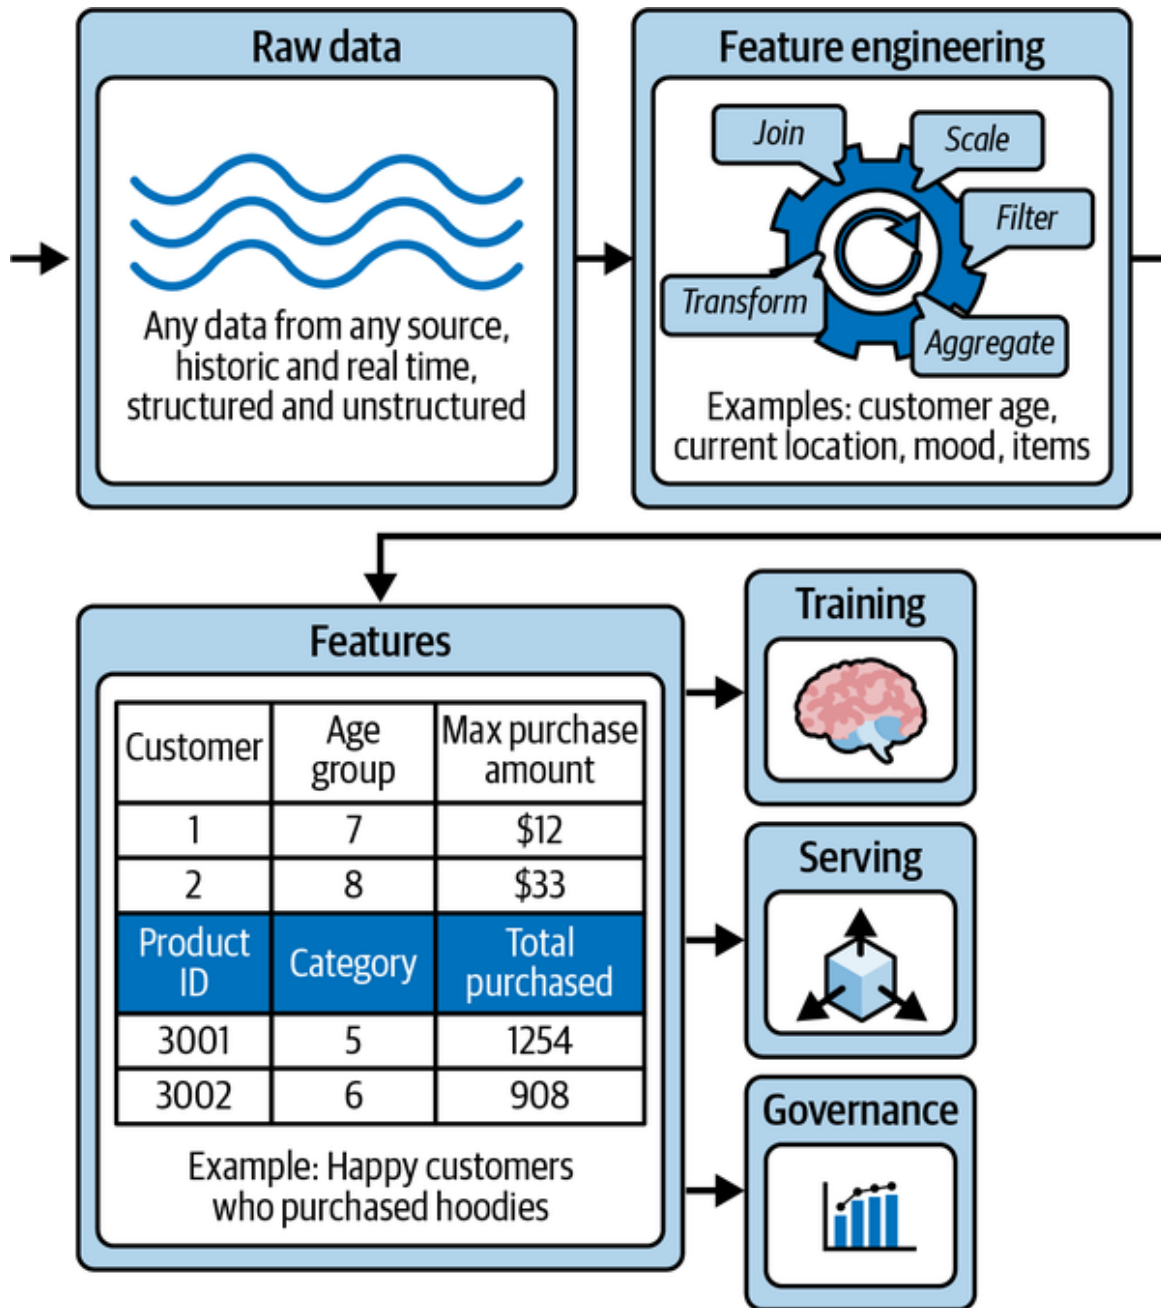 Raw data
Any data from any source,
historic and real time,
structured and unstructured
Feature engineering
Join
Scale
Filter
Transform
Aggregate
Examples: customer age,
current location, mood, items
Features
Customer
Age
group
Max purchase
amount
1
7
$12
2
8
$33
Product
ID
Category
Total
purchased
3001
5
1254
3002
6
908
Example: Happy customers
who purchased hoodies
Training
Serving
Governance